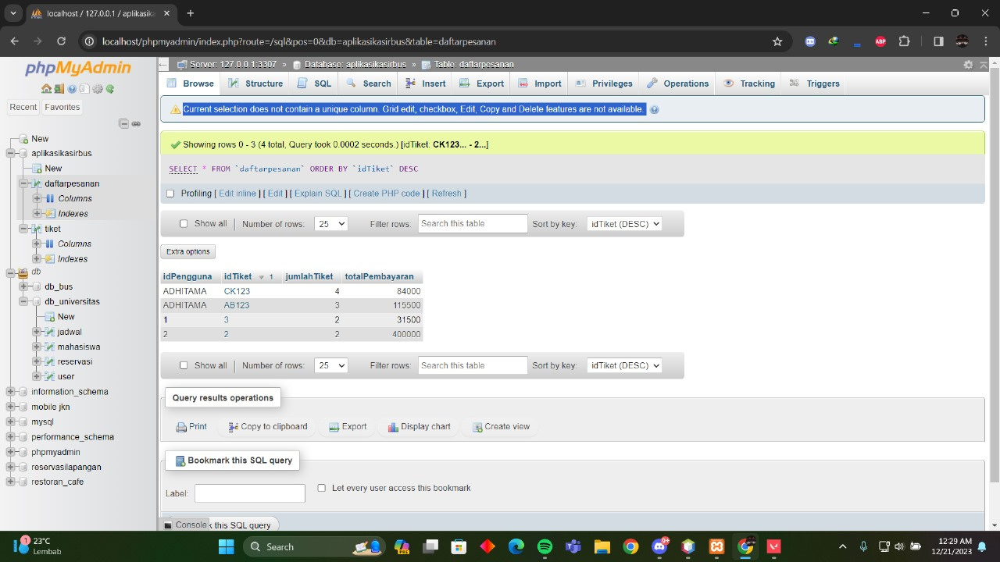 localhost / 127.0.0.1 / aplikasika
localhost/phpmyadmin/index.php?route=/sql&pos=0&db=aplikasikasirbus&table=daftarpesanan
ABP
phpMyAdmin
Recent
Favorites
New
aplikasikasirbus
New
daftarpesanan
Columns
Indexes
tiket
Columns
Indexes
db
db_bus
db_universitas
New
jadwal
mahasiswa
reservasi
user
information_schema
mobile jkn
mysql
performance_schema
phpmyadmin
reservasilapangan
restoran_cafe
Server: 127.0.0.1:3307 » Database: aplikasikasirbus » Table: daftarpesanan
Browse Structure SQL Search Insert Export Import Privileges Operations Tracking Triggers
Current selection does not contain a unique column. Grid edit, checkbox, Edit, Copy and Delete features are not available.
Showing rows 0 - 3 (4 total, Query took 0.0002 seconds.) [idTiket: CK123... - 2...]
SELECT * FROM `daftarpesanan` ORDER BY `idTiket` DESC
Profiling [ Edit inline ] [ Edit ] [ Explain SQL ] [ Create PHP code ] [ Refresh ]
Show all Number of rows: 25 Filter rows: Search this table Sort by key: idTiket (DESC)
Extra options
idPengguna idTiket 1 jumlahTiket totalPembayaran
ADHITAMA CK123 4 84000
ADHITAMA AB123 3 115500
1 3 2 31500
2 2 2 400000
Show all Number of rows: 25 Filter rows: Search this table Sort by key: idTiket (DESC)
Query results operations
Print Copy to clipboard Export Display chart Create view
Bookmark this SQL query
Label: Let every user access this bookmark
Console k this SQL query
1 23°C
Lembab
Search
PRE
9+
12:29 AM
12/21/2023